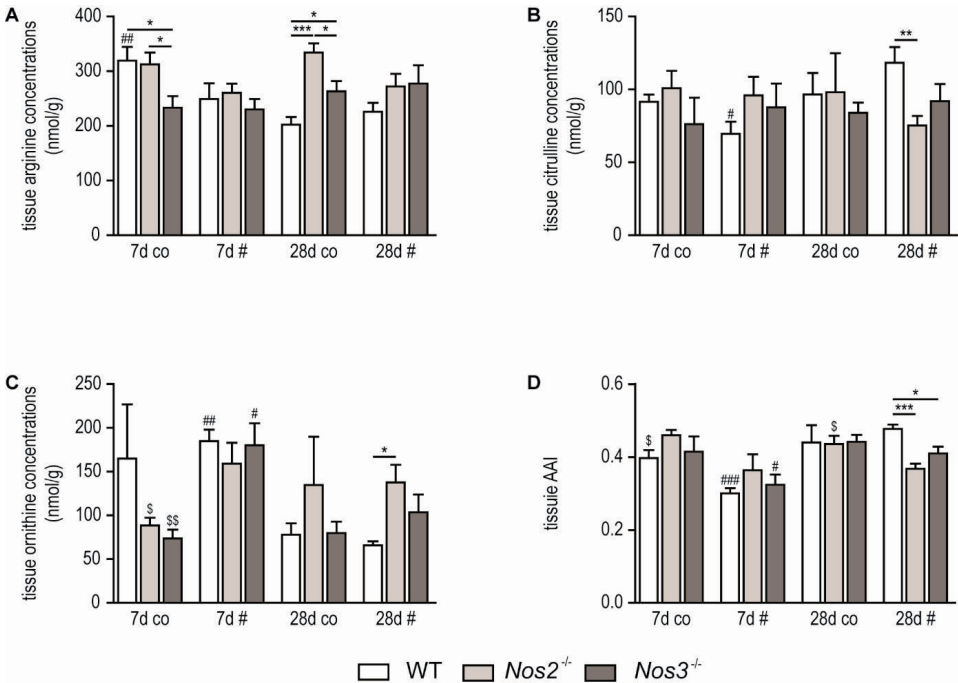 A
tissue arginine concentrations
(nmol/g)
400
300
200
100
0
##
*
*
*
***
*
7d co
7d #
28d co
28d #
B
tissue citrulline concentrations
(nmol/g)
150
100
50
0
#
**
7d co
7d #
28d co
28d #
C
tissue ornithine concentrations
(nmol/g)
250
200
150
100
50
0
$
$$
##
#
*
7d co
7d #
28d co
28d #
D
tissuie AAI
0.6
0.4
0.2
0.0
$
###
#
$
*
***
7d co
7d #
28d co
28d #
WT Nos2-/- Nos3-/-